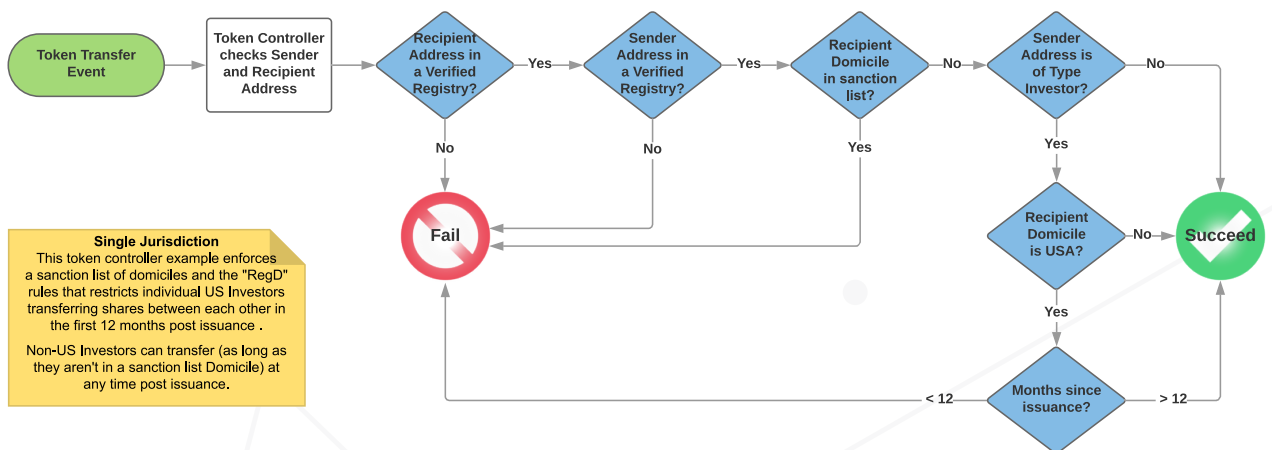 Token Transfer
Event
Token Controller
checks Sender
and Recipient
Address
Recipient
Address in
a Verified
Registry?
Yes
Sender
Address in
a Verified
Registry?
Yes
Recipient
Domicile
in sanction
list?
No
Sender
Address is
of Type
Investor?
No
No
No
Yes
Yes
Fail
Recipient
Domicile
is USA?
No
Succeed
Yes
Single Jurisdiction
This token controller example enforces
a sanction list of domiciles and the "RegD"
rules that restricts individual US Investors
transferring shares between each other in
the first 12 months post issuance .
Non-US Investors can transfer (as long as
they aren't in a sanction list Domicile) at
any time post issuance.
< 12
Months since
issuance?
> 12